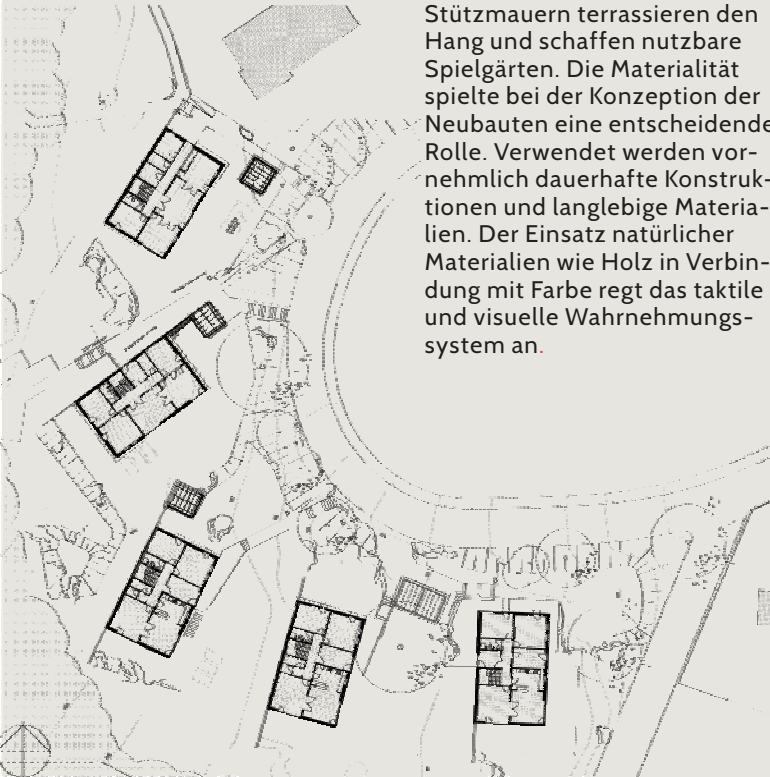 Stützmauern terrassieren den
Hang und schaffen nutzbare
Spielgärten. Die Materialität
spielte bei der Konzeption der
Neubauten eine entscheidende
Rolle. Verwendet werden vor-
nehmlich dauerhafte Konstruk-
tionen und langlebige Materia-
lien. Der Einsatz natürlicher
Materialien wie Holz in Verbin-
dung mit Farbe regt das taktile
und visuelle Wahrnehmungs-
system an.